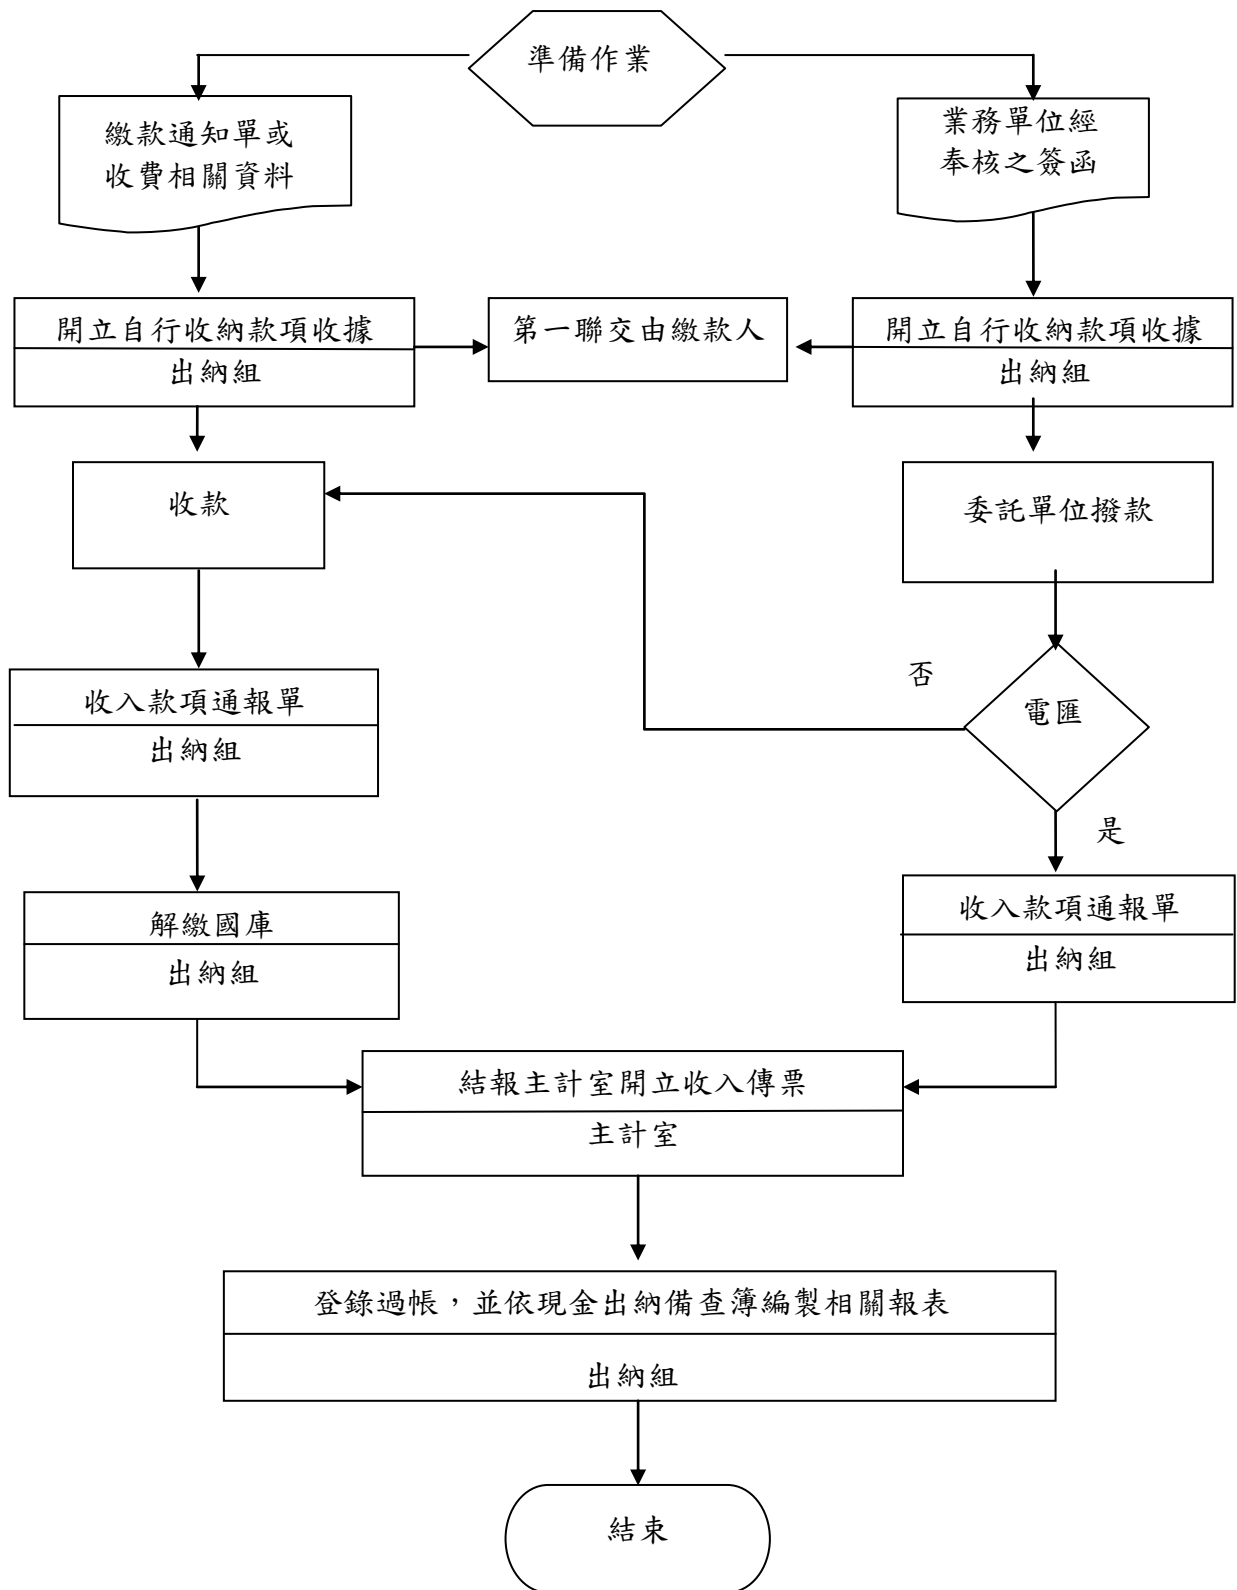 準備作業
繳款通知單或
收費相關資料
業務單位經
奉核之簽函
開立自行收納款項收據
出納組
第一聯交由繳款人
開立自行收納款項收據
出納組
收款
委託單位撥款
否
電匯
收入款項通報單
出納組
是
收入款項通報單
出納組
解繳國庫
出納組
結報主計室開立收入傳票
主計室
登錄過帳，並依現金出納備查簿編製相關報表
出納組
結束